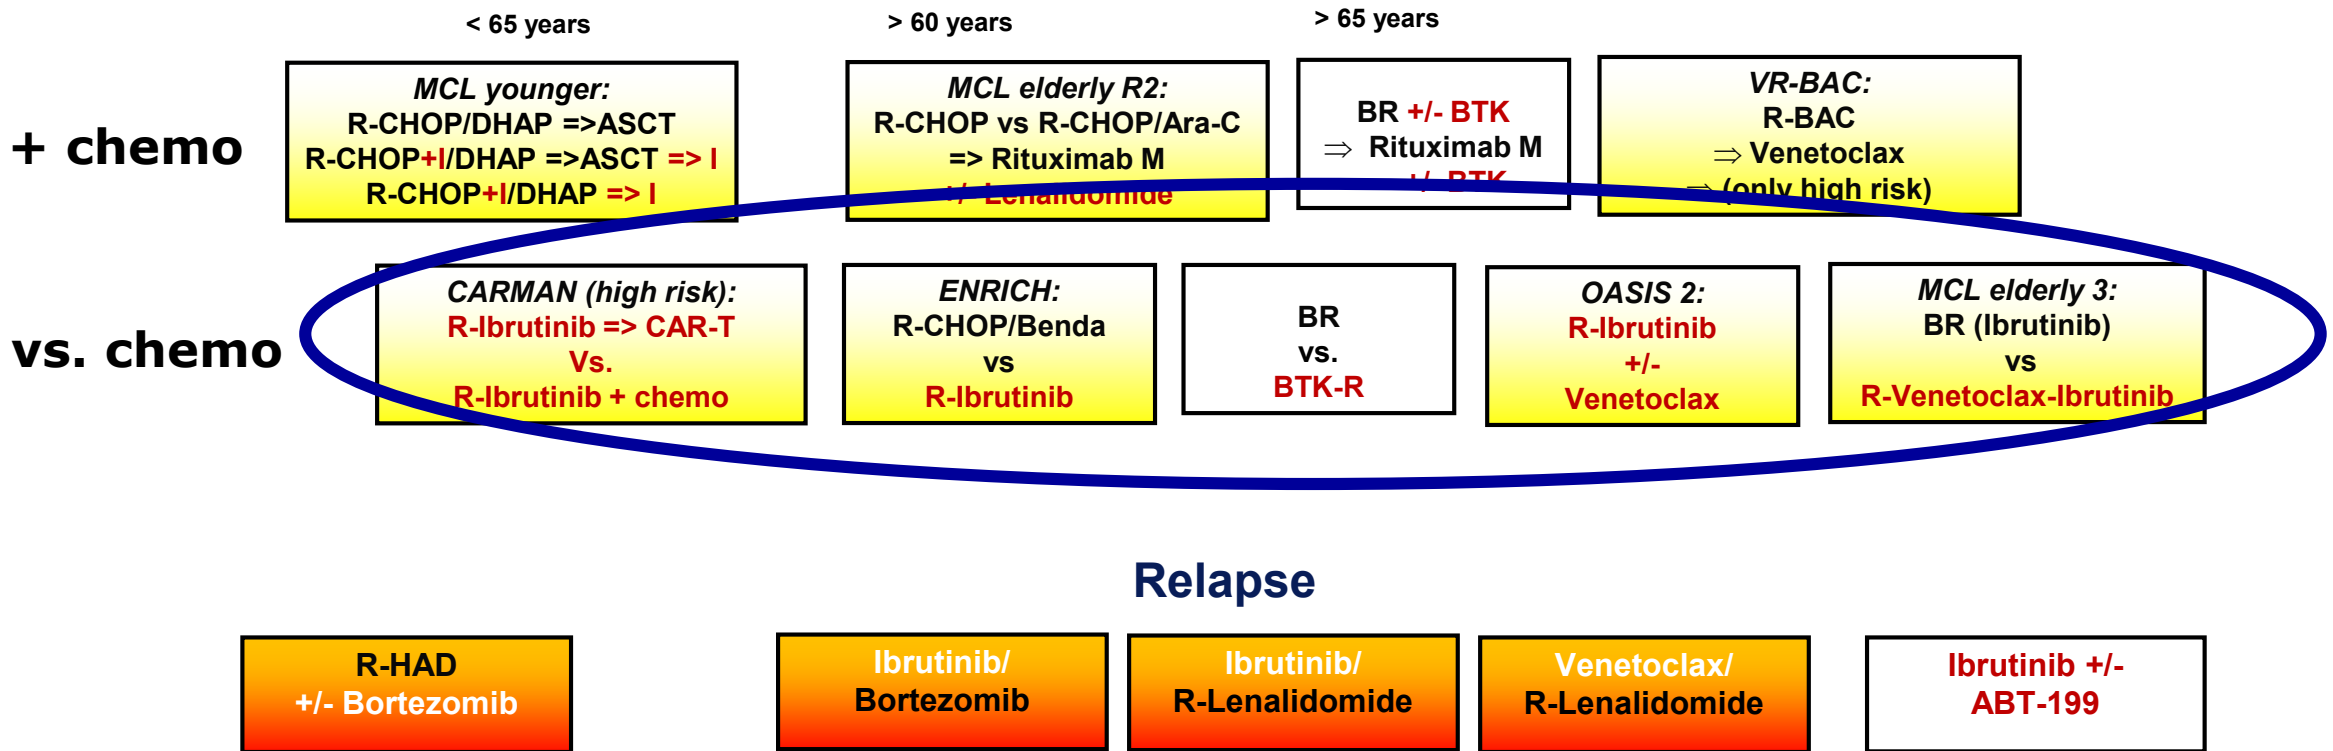 < 65 years
> 60 years
> 65 years
+ chemo
MCL younger:
R-CHOP/DHAP =>ASCT
R-CHOP+I/DHAP =>ASCT => I
R-CHOP+I/DHAP => I
MCL elderly R2:
R-CHOP vs R-CHOP/Ara-C
=> Rituximab M
+/- Lenalidomide
BR +/- BTK
⇒ Rituximab M
+/- BTK
VR-BAC:
R-BAC
⇒ Venetoclax
⇒ (only high risk)
vs. chemo
CARMAN (high risk):
R-Ibrutinib => CAR-T
Vs.
R-Ibrutinib + chemo
ENRICH:
R-CHOP/Benda
vs
R-Ibrutinib
BR
vs.
BTK-R
OASIS 2:
R-Ibrutinib
+/-
Venetoclax
MCL elderly 3:
BR (Ibrutinib)
vs
R-Venetoclax-Ibrutinib
Relapse
R-HAD
+/- Bortezomib
Ibrutinib/
Bortezomib
Ibrutinib/
R-Lenalidomide
Venetoclax/
R-Lenalidomide
Ibrutinib +/-
ABT-199